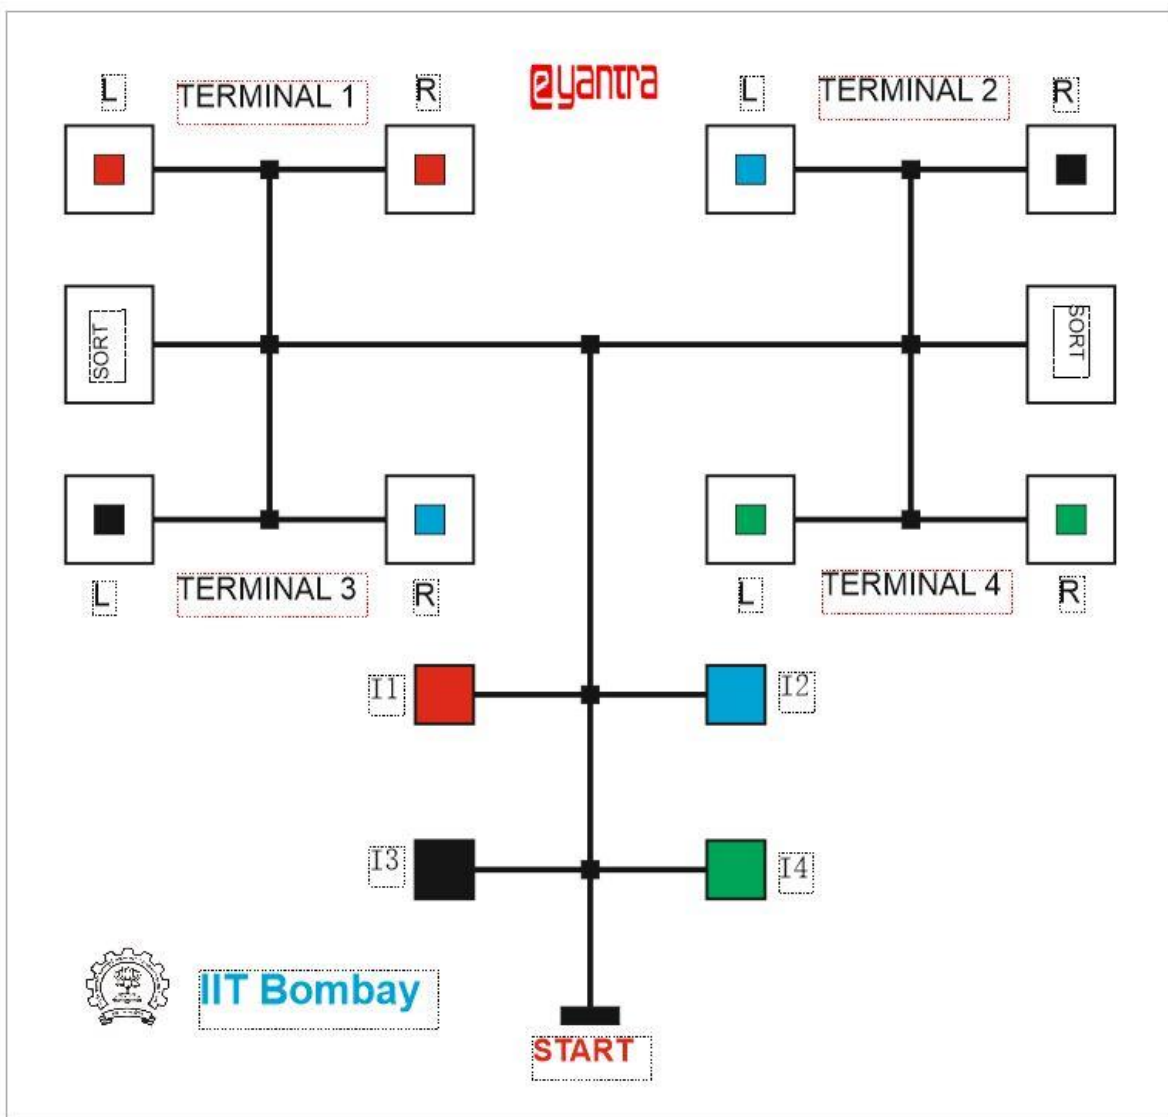 L TERMINAL 1 R
eyantra
L TERMINAL 2 R
SORT
SORT
L TERMINAL 3 R
L TERMINAL 4 R
I1
I2
I3
I4
IIT Bombay
START